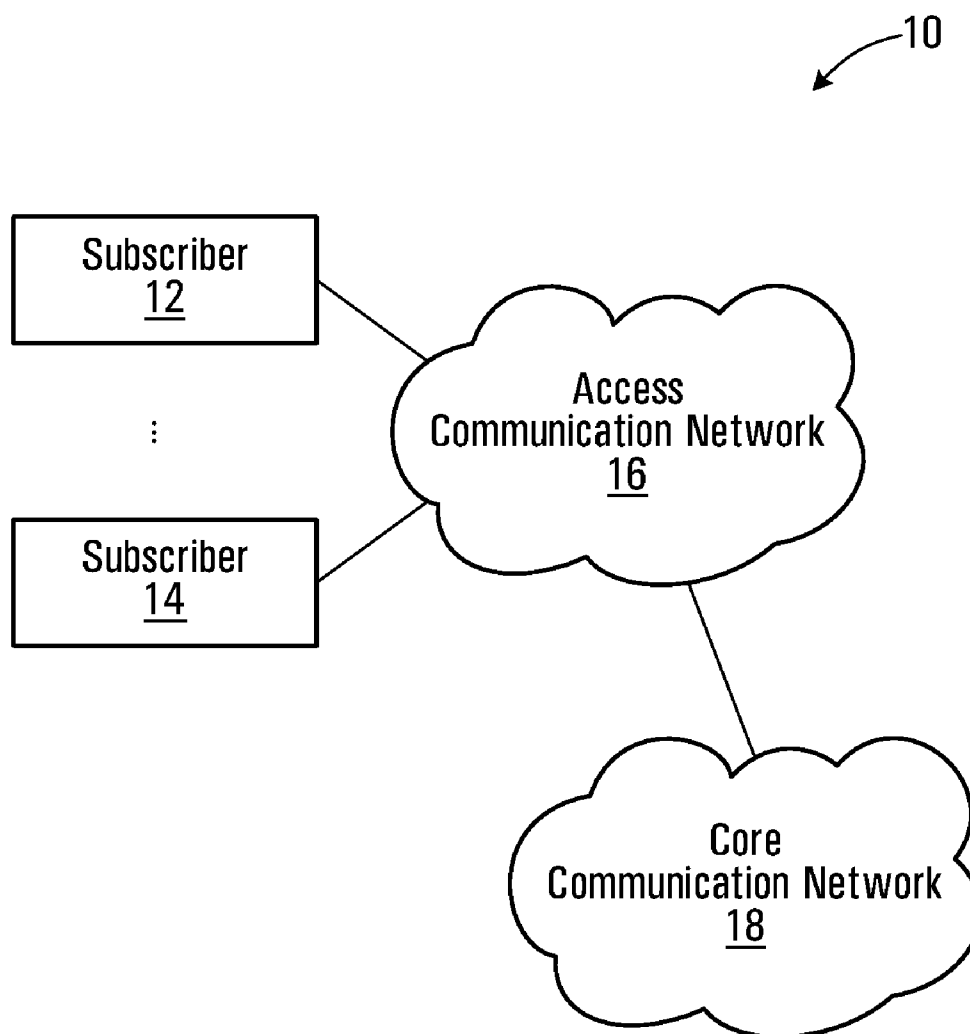 10
Subscriber
12
Access
Communication Network
16
⋮
Subscriber
14
Core
Communication Network
18